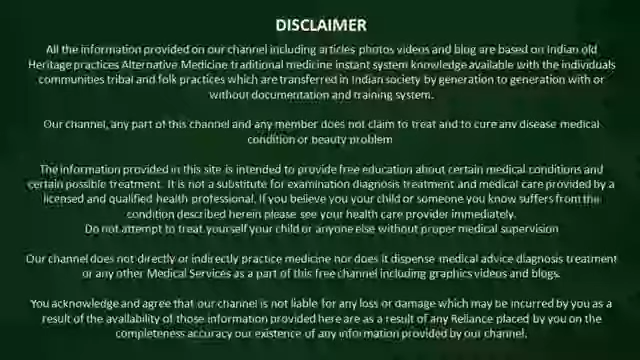 DISCLAIMER
All the information provided on our channel including articles photos videos and blog are based on Indian old
Heritage practices Alternative Medicine traditional medicine instant system knowledge available with the individuals
communities tribal and folk practices which are transferred in Indian society by generation to generation with or
without documentation and training system.
Our channel, any part of this channel and any member does not claim to treat and to cure any disease medical
condition or beauty problem
The information provided in this site is intended to provide free education about certain medical conditions and
certain possible treatment. It is not a substitute for examination diagnosis treatment and medical care provided by a
licensed and qualified health professional. If you believe you your child or someone you know suffers from the
condition described herein please see your health care provider immediately.
Do not attempt to treat yourself your child or anyone else without proper medical supervision
Our channel does not directly or indirectly practice medicine nor does it dispense medical advice diagnosis treatment
or any other Medical Services as a part of this free channel including graphics videos and blogs.
You acknowledge and agree that our channel is not liable for any loss or damage which may be incurred by you as a
result of the availability of those information provided here are as a result of any Reliance placed by you on the
completeness accuracy our existence of any information provided by our channel.